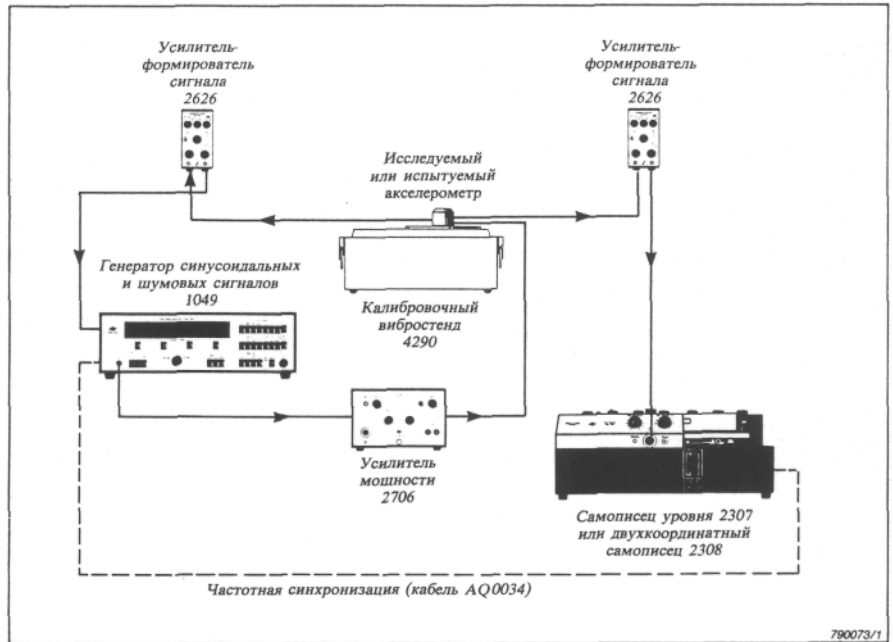 Усилитель-
формирователь
сигнала
2626
Усилитель-
формирователь
сигнала
2626
Исследуемый
или испытуемый
акселерометр
Генератор синусоидальных
и шумовых сигналов
1049
Калибровочный
вибростенд
4290
Усилитель
мощности
2706
Самописец уровня 2307
или двухкоординатный
самописец 2308
Частотная синхронизация (кабель AQ0034)
790073/1